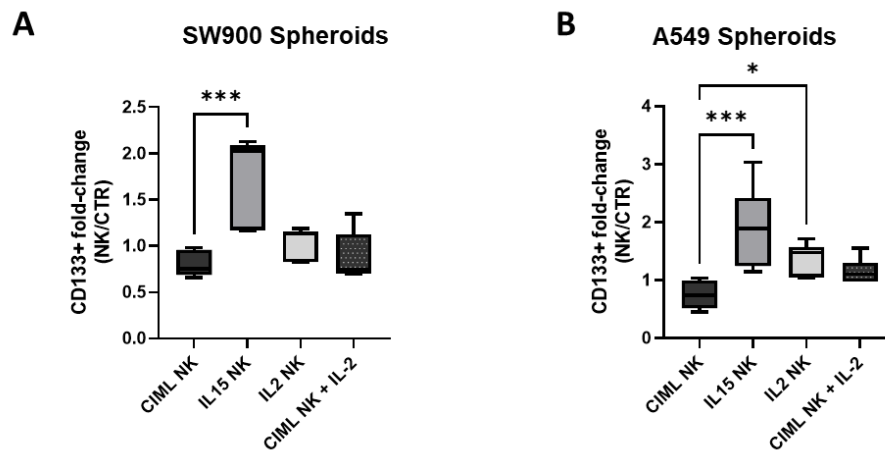 A
SW900 Spheroids
***
CD133+ fold-change
(NK/CTR)
2.5
2.0
1.5
1.0
0.5
0.0
CIML NK
IL15 NK
IL2 NK
CIML NK + IL-2
B
A549 Spheroids
*
***
CD133+ fold-change
(NK/CTR)
4
3
2
1
0
CIML NK
IL15 NK
IL2 NK
CIML NK + IL-2